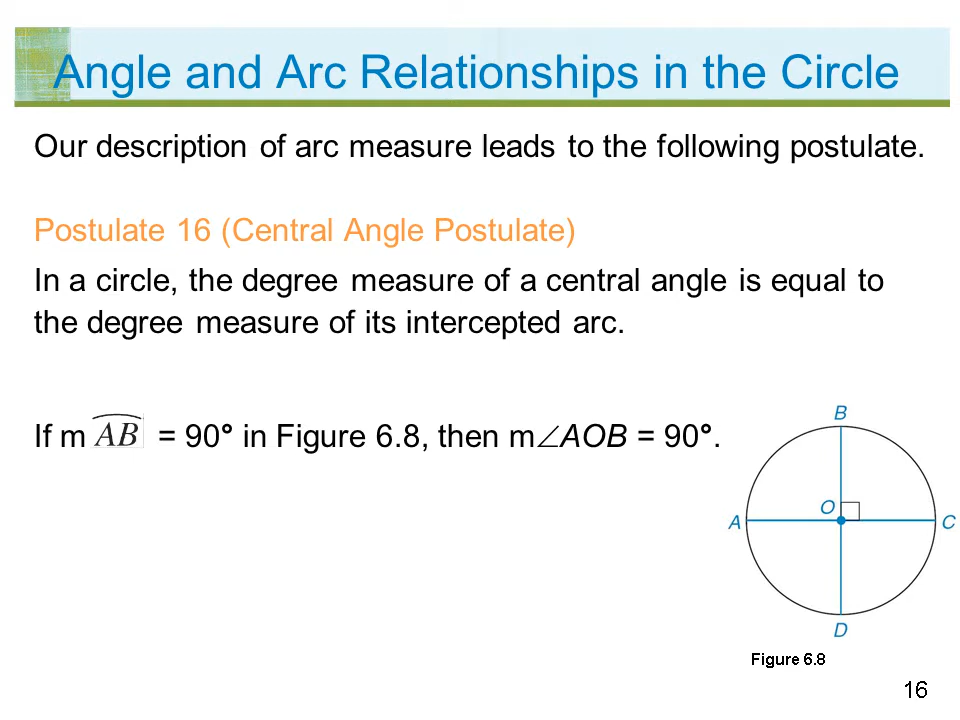 Angle and Arc Relationships in the Circle
Our description of arc measure leads to the following postulate.
Postulate 16 (Central Angle Postulate)
In a circle, the degree measure of a central angle is equal to
the degree measure of its intercepted arc.
If m AB = 90° in Figure 6.8, then m∠AOB = 90°.
B
O
A
C
D
Figure 6.8
16